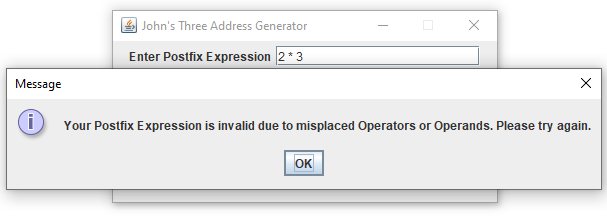 John's Three Address Generator
Enter Postfix Expression 2 * 3
Message
Your Postfix Expression is invalid due to misplaced Operators or Operands. Please try again.
OK